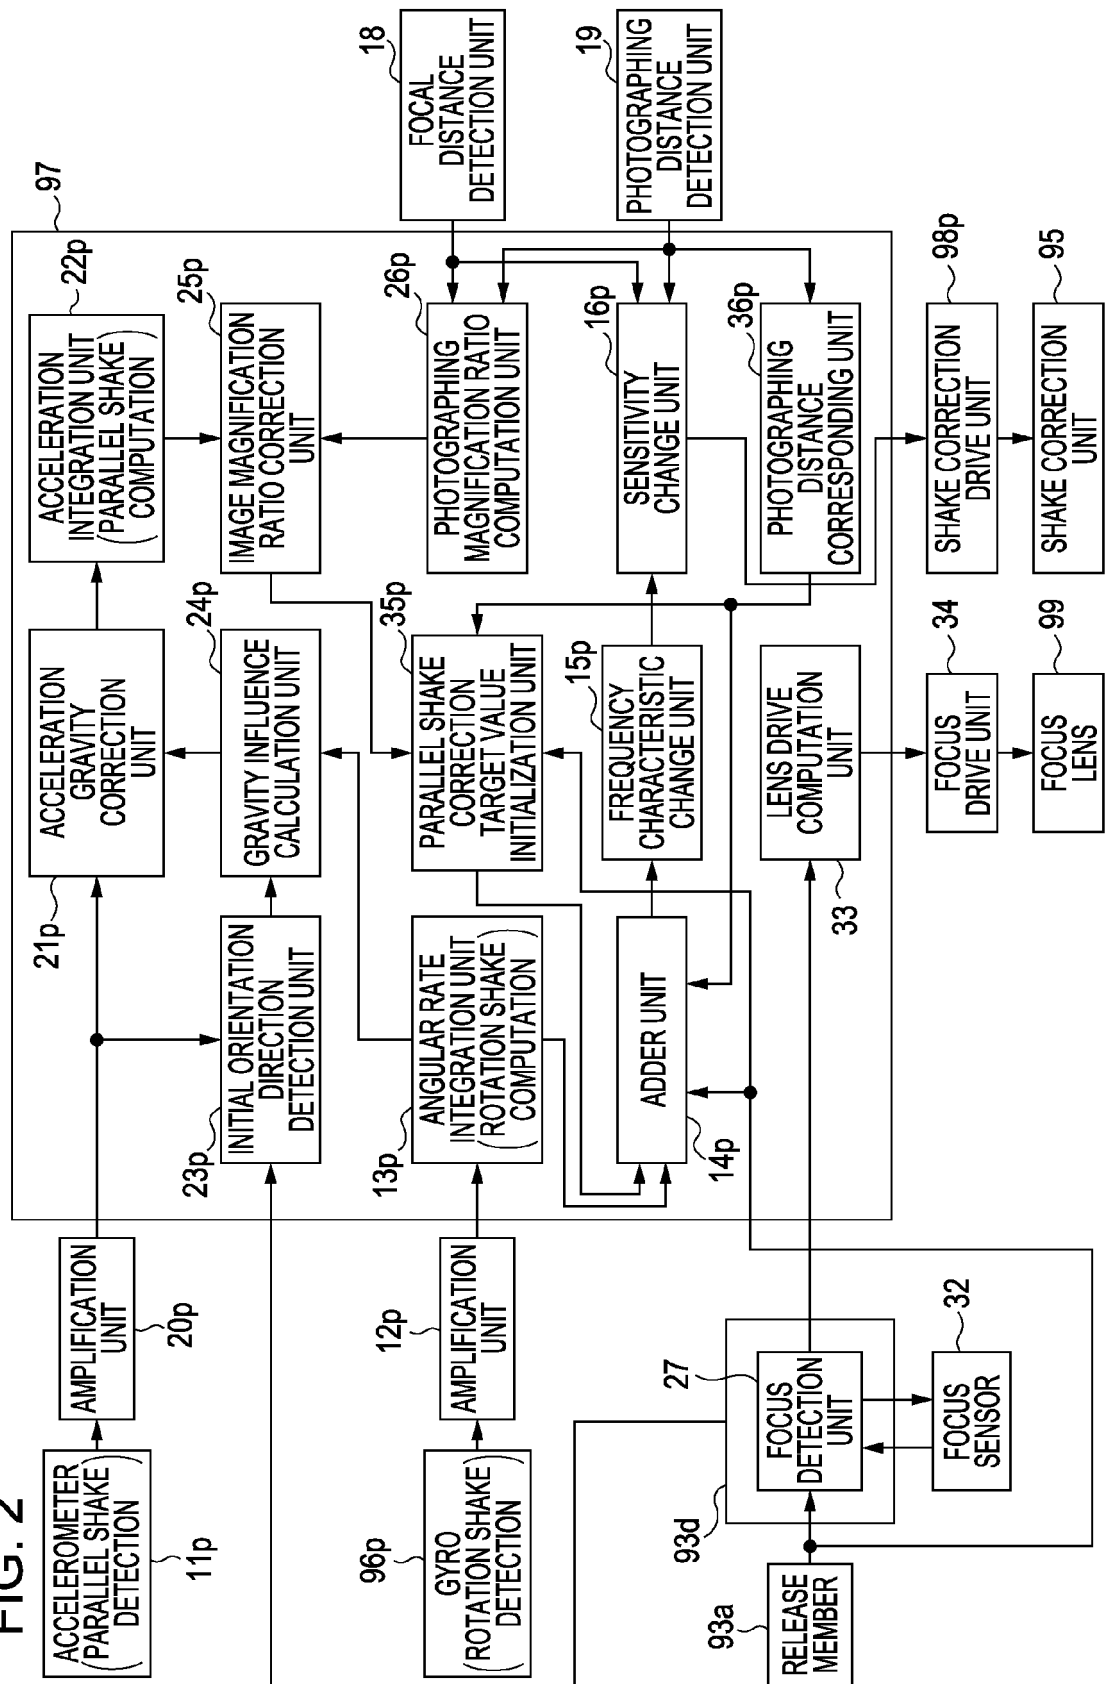 FIG. 2
ACCELEROMETER
(PARALLEL SHAKE
DETECTION)
11p
AMPLIFICATION
UNIT
20p
21p
ACCELERATION
GRAVITY
CORRECTION
UNIT
ACCELERATION
INTEGRATION UNIT
(PARALLEL SHAKE
COMPUTATION)
22p
97
23p
INITIAL ORIENTATION
DIRECTION
DETECTION UNIT
GRAVITY INFLUENCE
CALCULATION UNIT
24p
IMAGE MAGNIFICATION
RATIO CORRECTION
UNIT
25p
96p
GYRO
(ROTATION SHAKE
DETECTION)
12p
AMPLIFICATION
UNIT
13p
ANGULAR RATE
INTEGRATION UNIT
(ROTATION SHAKE
COMPUTATION)
PARALLEL SHAKE
CORRECTION
TARGET VALUE
INITIALIZATION UNIT
35p
PHOTOGRAPHING
MAGNIFICATION RATIO
COMPUTATION UNIT
26p
18
FOCAL
DISTANCE
DETECTION UNIT
ADDER UNIT
14p
FREQUENCY
CHARACTERISTIC
CHANGE UNIT
15p
SENSITIVITY
CHANGE UNIT
16p
19
PHOTOGRAPHING
DISTANCE
DETECTION UNIT
93a
RELEASE
MEMBER
93d
27
FOCUS
DETECTION
UNIT
32
FOCUS
SENSOR
33
LENS DRIVE
COMPUTATION
UNIT
PHOTOGRAPHING
DISTANCE
CORRESPONDING UNIT
36p
FOCUS
DRIVE UNIT
34
SHAKE CORRECTION
DRIVE UNIT
98p
FOCUS
LENS
99
SHAKE CORRECTION
UNIT
95